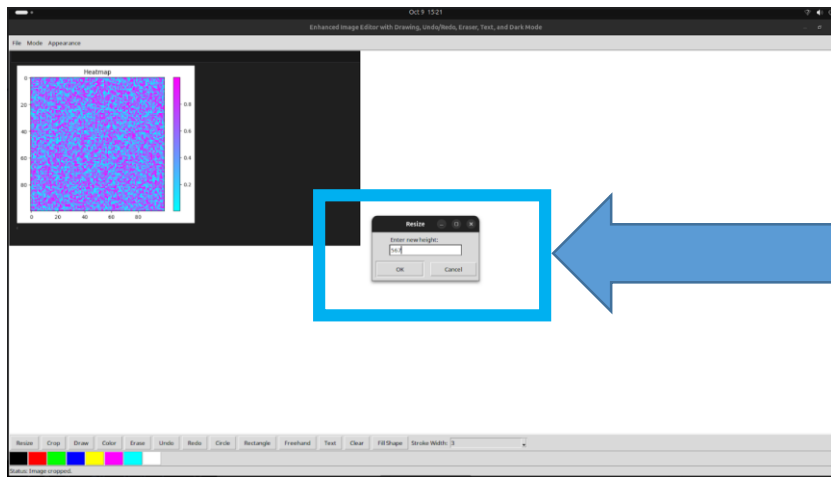 Oct 9 15:21
Enhanced Image Editor with Drawing, Undo/Redo, Eraser, Text, and Dark Mode
File Mode Appearance
Heatmap
0
20
40
60
80
0 20 40 60 80
0.8
0.6
0.4
0.2
Resize
Enter new height:
567
OK Cancel
Resize Crop Draw Color Erase Undo Redo Circle Rectangle Freehand Text Clear Fill Shape Stroke Width: 3
Status: Image cropped.